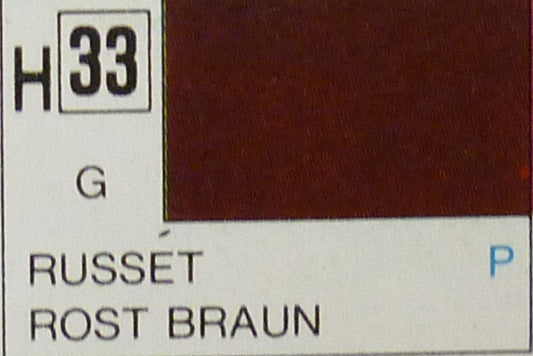 H 33
G
RUSSET P
ROST BRAUN